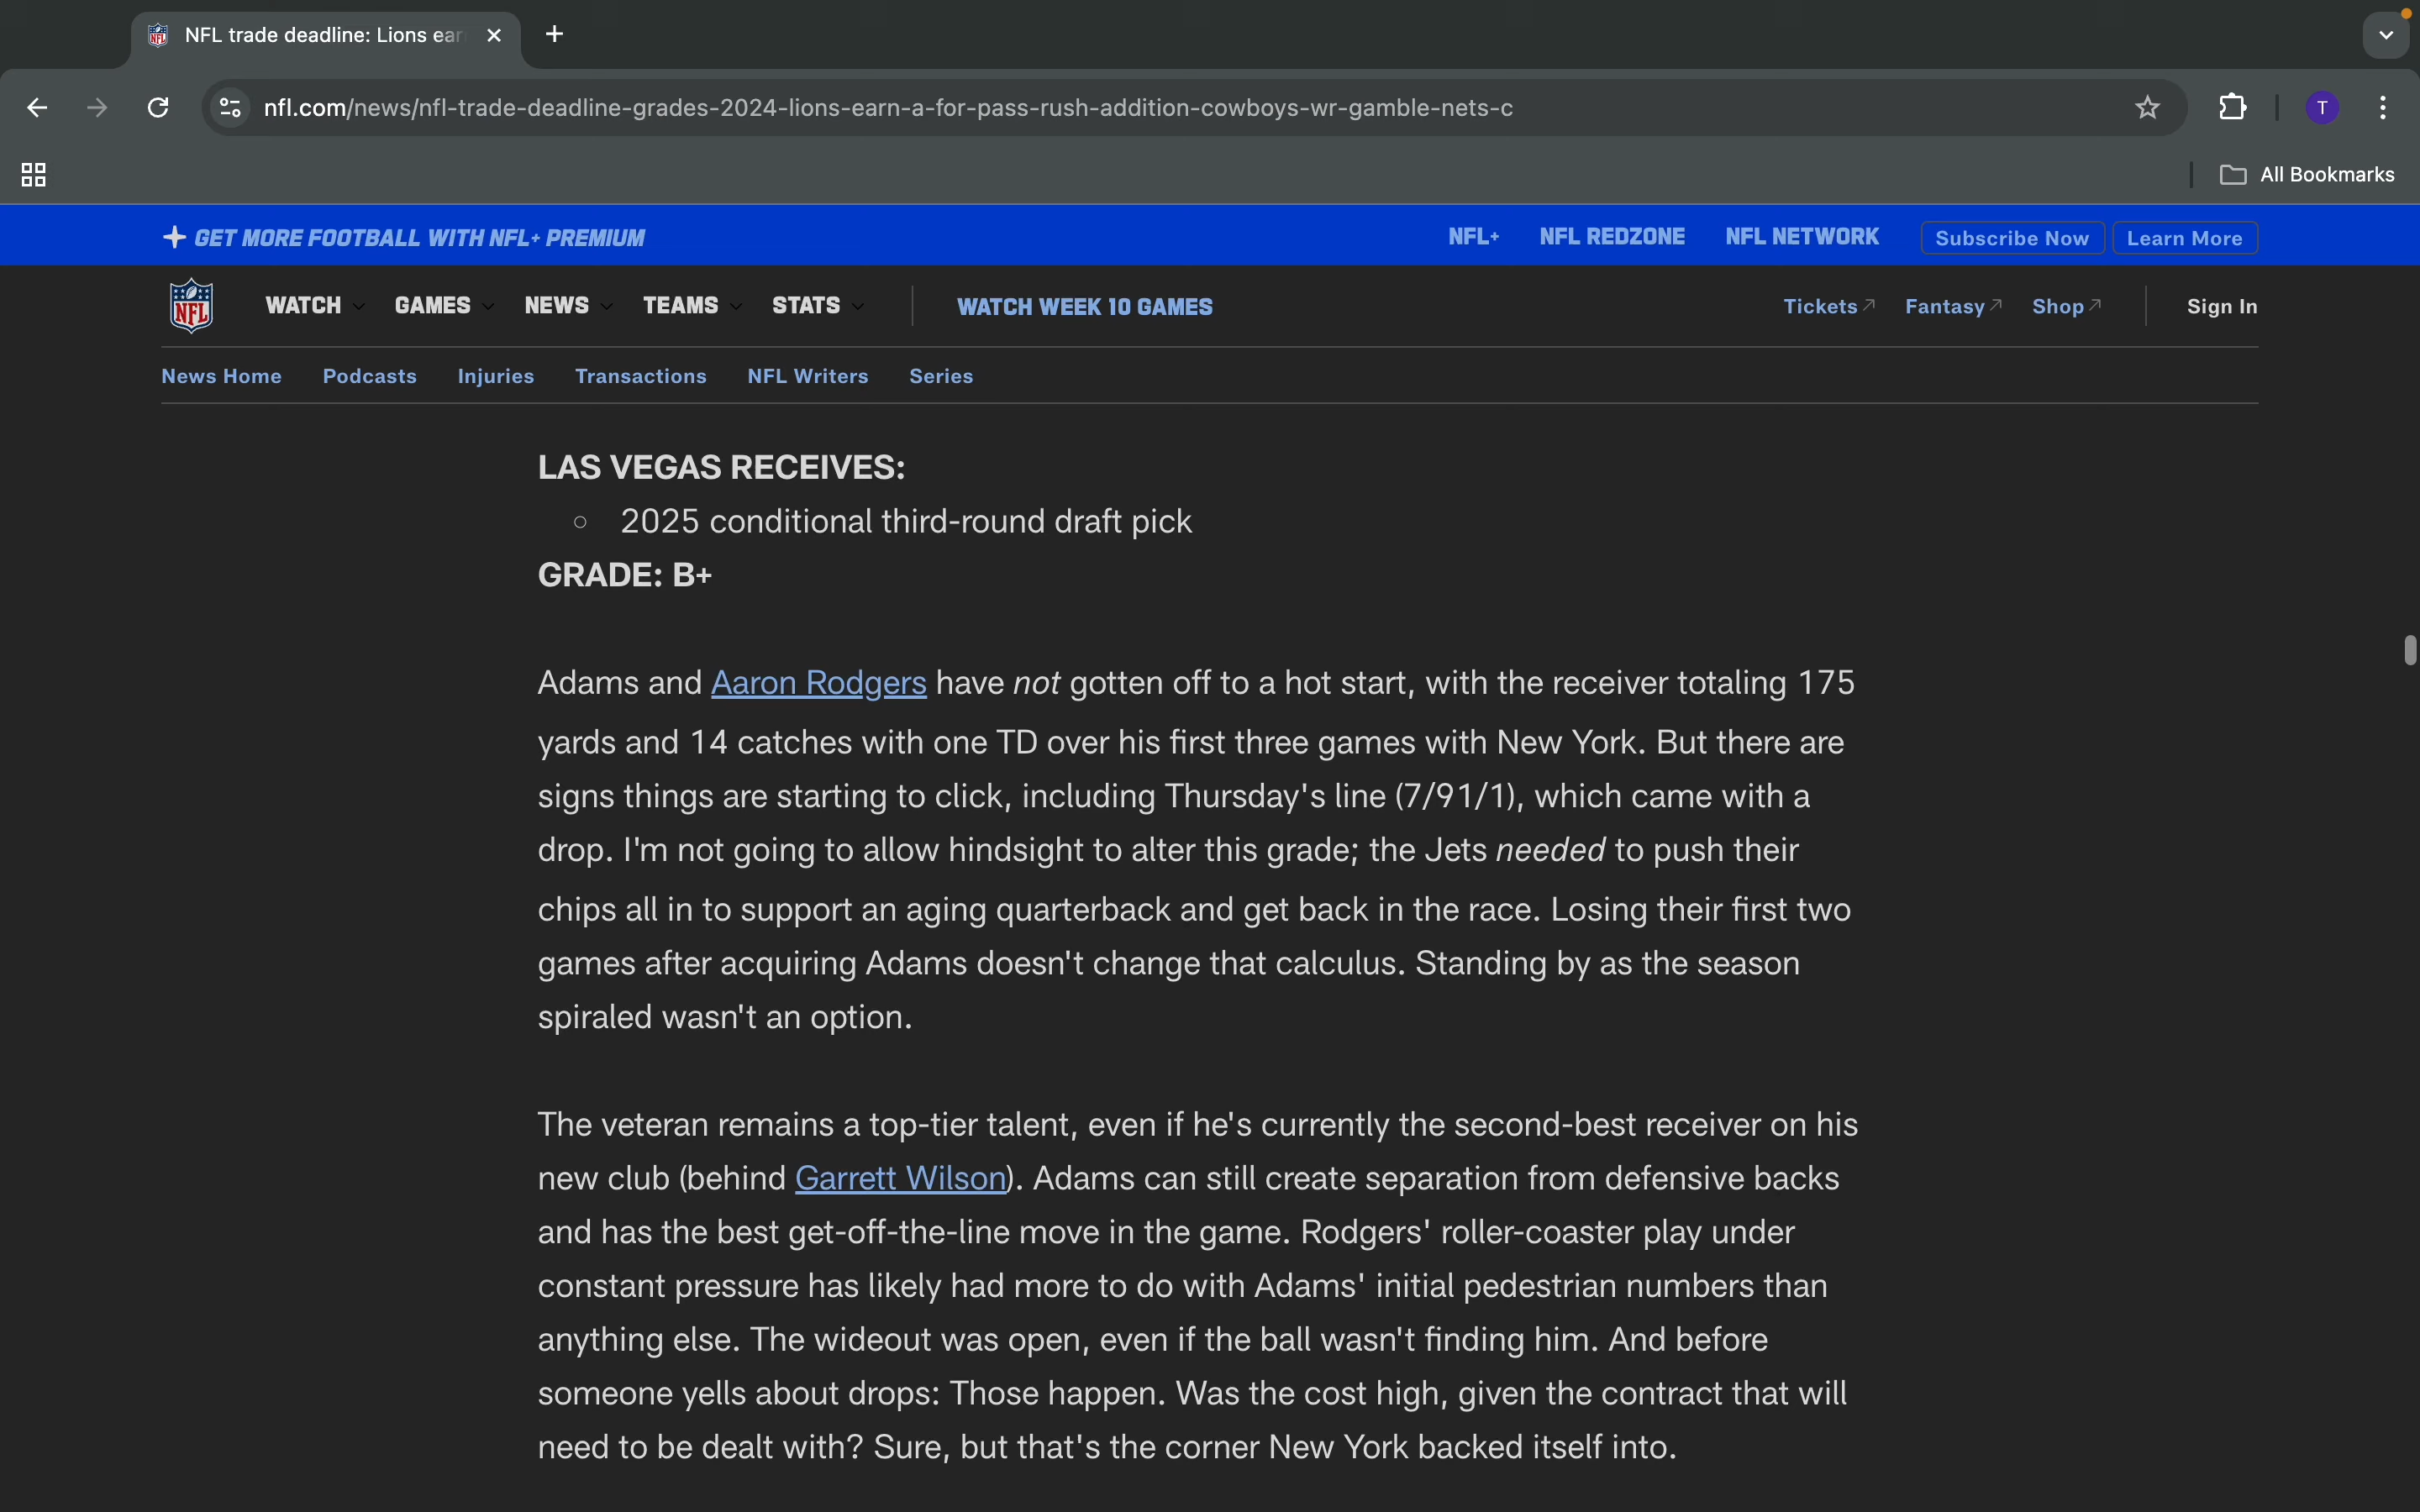 NFL trade deadline: Lions ear
nfl.com/news/nfl-trade-deadline-grades-2024-lions-earn-a-for-pass-rush-addition-cowboys-wr-gamble-nets-c
T
All Bookmarks
GET MORE FOOTBALL WITH NFL+ PREMIUM
NFL+ NFL REDZONE NFL NETWORK Subscribe Now Learn More
NFL WATCH GAMES NEWS TEAMS STATS WATCH WEEK 10 GAMES Tickets Fantasy Shop Sign In
News Home Podcasts Injuries Transactions NFL Writers Series
LAS VEGAS RECEIVES:
2025 conditional third-round draft pick
GRADE: B+
Adams and Aaron Rodgers have not gotten off to a hot start, with the receiver totaling 175
yards and 14 catches with one TD over his first three games with New York. But there are
signs things are starting to click, including Thursday's line (7/91/1), which came with a
drop. I'm not going to allow hindsight to alter this grade; the Jets needed to push their
chips all in to support an aging quarterback and get back in the race. Losing their first two
games after acquiring Adams doesn't change that calculus. Standing by as the season
spiraled wasn't an option.
The veteran remains a top-tier talent, even if he's currently the second-best receiver on his
new club (behind Garrett Wilson). Adams can still create separation from defensive backs
and has the best get-off-the-line move in the game. Rodgers' roller-coaster play under
constant pressure has likely had more to do with Adams' initial pedestrian numbers than
anything else. The wideout was open, even if the ball wasn't finding him. And before
someone yells about drops: Those happen. Was the cost high, given the contract that will
need to be dealt with? Sure, but that's the corner New York backed itself into.